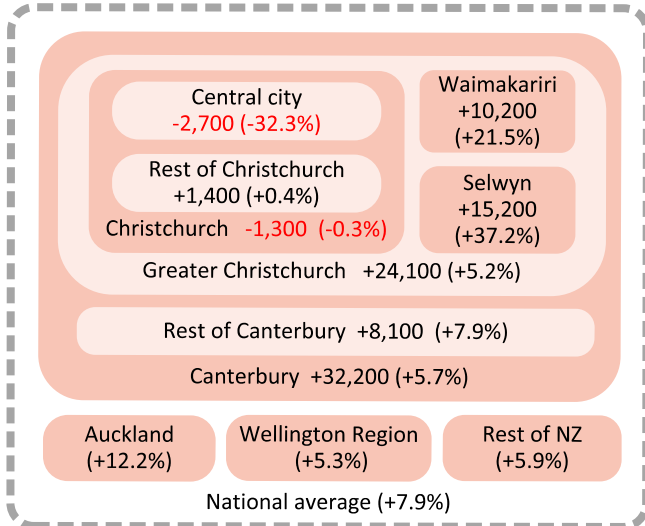 Central city
-2,700 (-32.3%)
Rest of Christchurch
+1,400 (+0.4%)
Christchurch -1,300 (-0.3%)
Waimakariri
+10,200
(+21.5%)
Selwyn
+15,200
(+37.2%)
Greater Christchurch +24,100 (+5.2%)
Rest of Canterbury +8,100 (+7.9%)
Canterbury +32,200 (+5.7%)
Auckland
(+12.2%)
Wellington Region
(+5.3%)
Rest of NZ
(+5.9%)
National average (+7.9%)